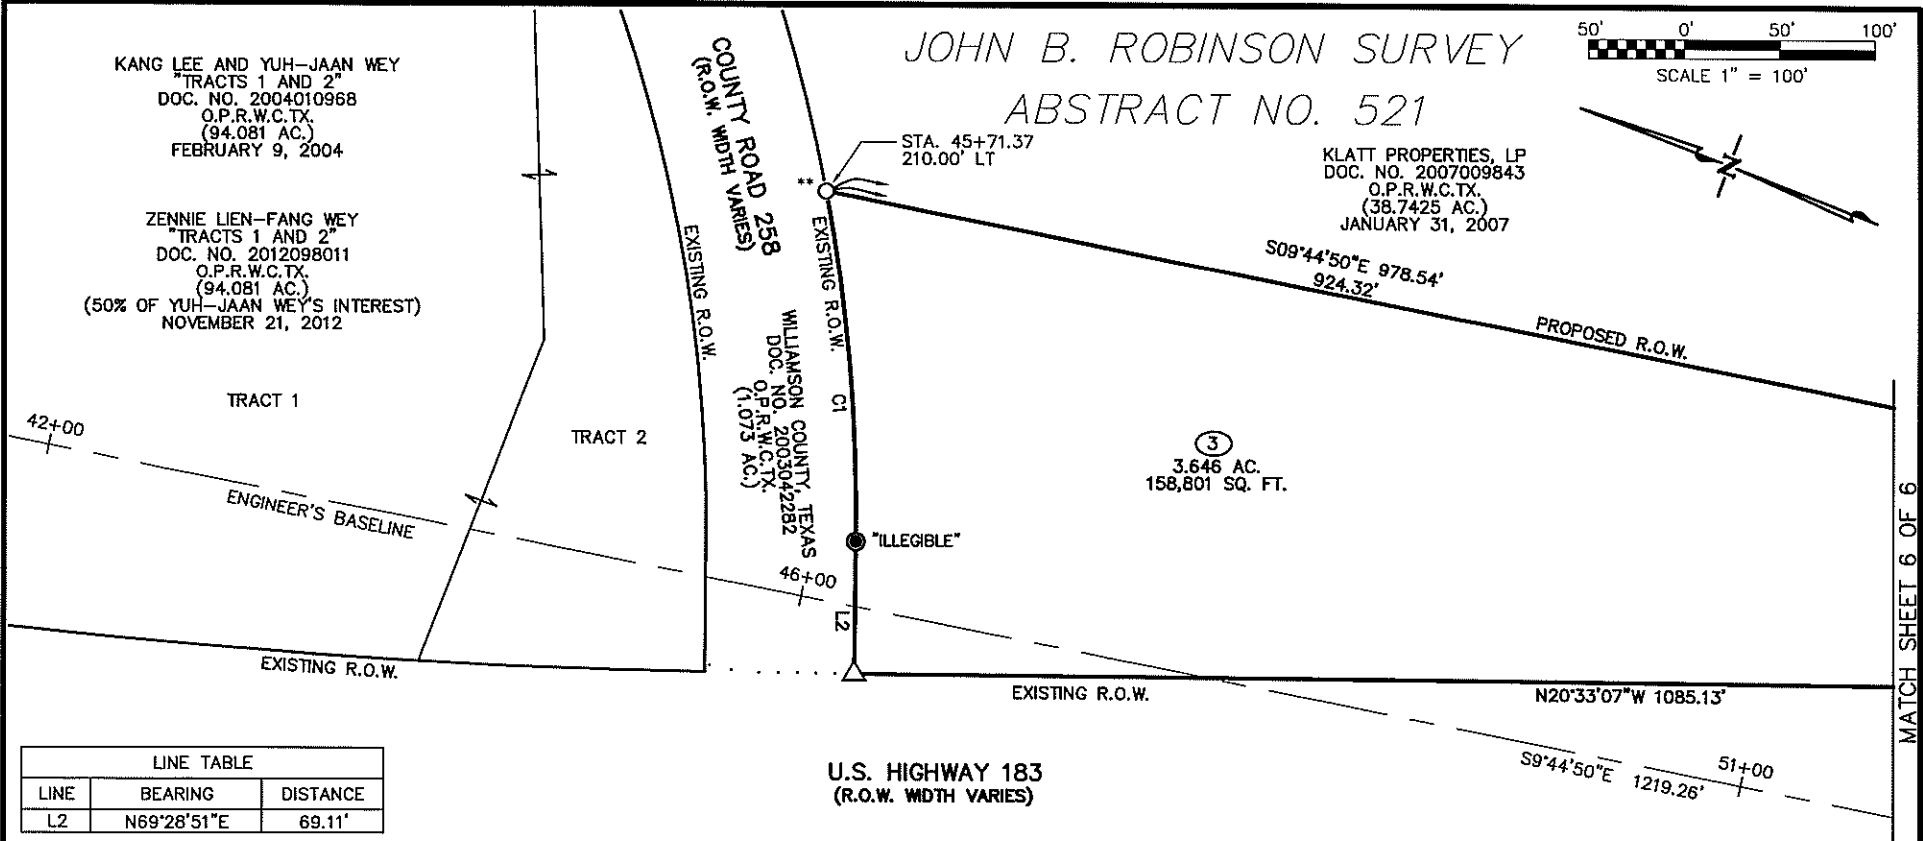 KANG LEE AND YUH-JAAN WEY
"TRACTS 1 AND 2"
DOC. NO. 2004010968
O.P.R.W.C.TX.
(94.081 AC.)
FEBRUARY 9, 2004
ZENNIE LIEN-FANG WEY
"TRACTS 1 AND 2"
DOC. NO. 2012098011
O.P.R.W.C.TX.
(94.081 AC.)
(50% OF YUH-JAAN WEY'S INTEREST)
NOVEMBER 21, 2012
TRACT 1
TRACT 2
42+00
ENGINEER'S BASELINE
EXISTING R.O.W.
COUNTY ROAD 258
(R.O.W. WIDTH VARIES)
EXISTING R.O.W.
EXISTING R.O.W.
WILLIAMSON COUNTY, TEXAS
DOC. NO. 2003042282
O.P.R.W.C.TX.
(1.073 AC.)
C1
46+00
L2
"ILLEGIBLE"
**
STA. 45+71.37
210.00' LT
JOHN B. ROBINSON SURVEY
ABSTRACT NO. 521
50' 0' 50' 100'
SCALE 1" = 100'
N
KLATT PROPERTIES, LP
DOC. NO. 2007009843
O.P.R.W.C.TX.
(38.7425 AC.)
JANUARY 31, 2007
S09°44'50"E 978.54'
924.32'
PROPOSED R.O.W.
3
3.646 AC.
158,801 SQ. FT.
MATCH SHEET 6 OF 6
EXISTING R.O.W.
N20°33'07"W 1085.13'
S9°44'50"E 1219.26'
51+00
U.S. HIGHWAY 183
(R.O.W. WIDTH VARIES)
LINE TABLE
LINE BEARING DISTANCE
L2 N69°28'51"E 69.11'